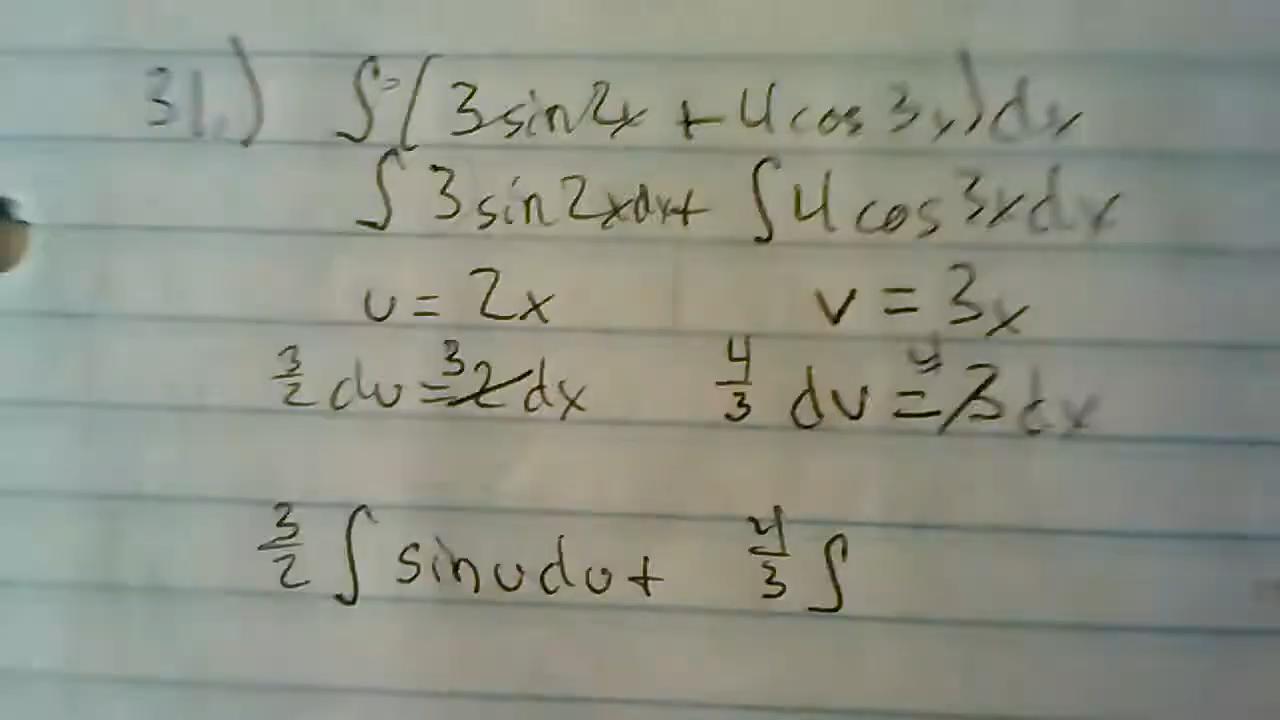 31.) ∫(3sin2x + 4cos3x)dx
∫3sin2xdx+ ∫4cos3xdx
u = 2x v = 3x
3/2 du = 3 2 dx 4/3 dv = 4 3 dx
3/2 ∫ sinudu + 4/3 ∫